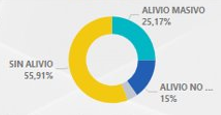 ALIVIO MASIVO
25,17%
SIN ALIVIO
55,91%
ALIVIO NO ...
15%